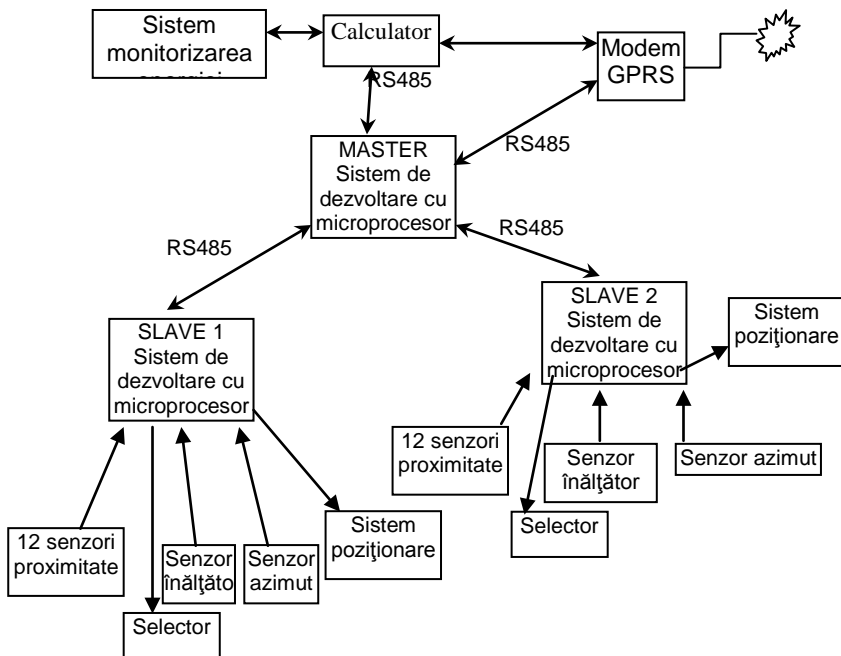 Sistem
monitorizarea
Calculator
Modem
GPRS
RS485
MASTER
Sistem de
dezvoltare cu
microprocesor
RS485
RS485
RS485
SLAVE 1
Sistem de
dezvoltare cu
microprocesor
SLAVE 2
Sistem de
dezvoltare cu
microprocesor
Sistem
poziţionare
12 senzori
proximitate
Senzor
înălţător
Senzor azimut
Selector
12 senzori
proximitate
Senzor
înălţăto
Senzor
azimut
Sistem
poziţionare
Selector